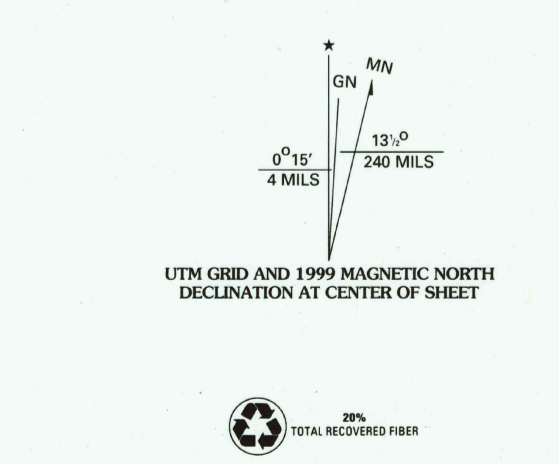 ★
MN
GN
13½°
240 MILS
0°15'
4 MILS
UTM GRID AND 1999 MAGNETIC NORTH
DECLINATION AT CENTER OF SHEET
20%
TOTAL RECOVERED FIBER